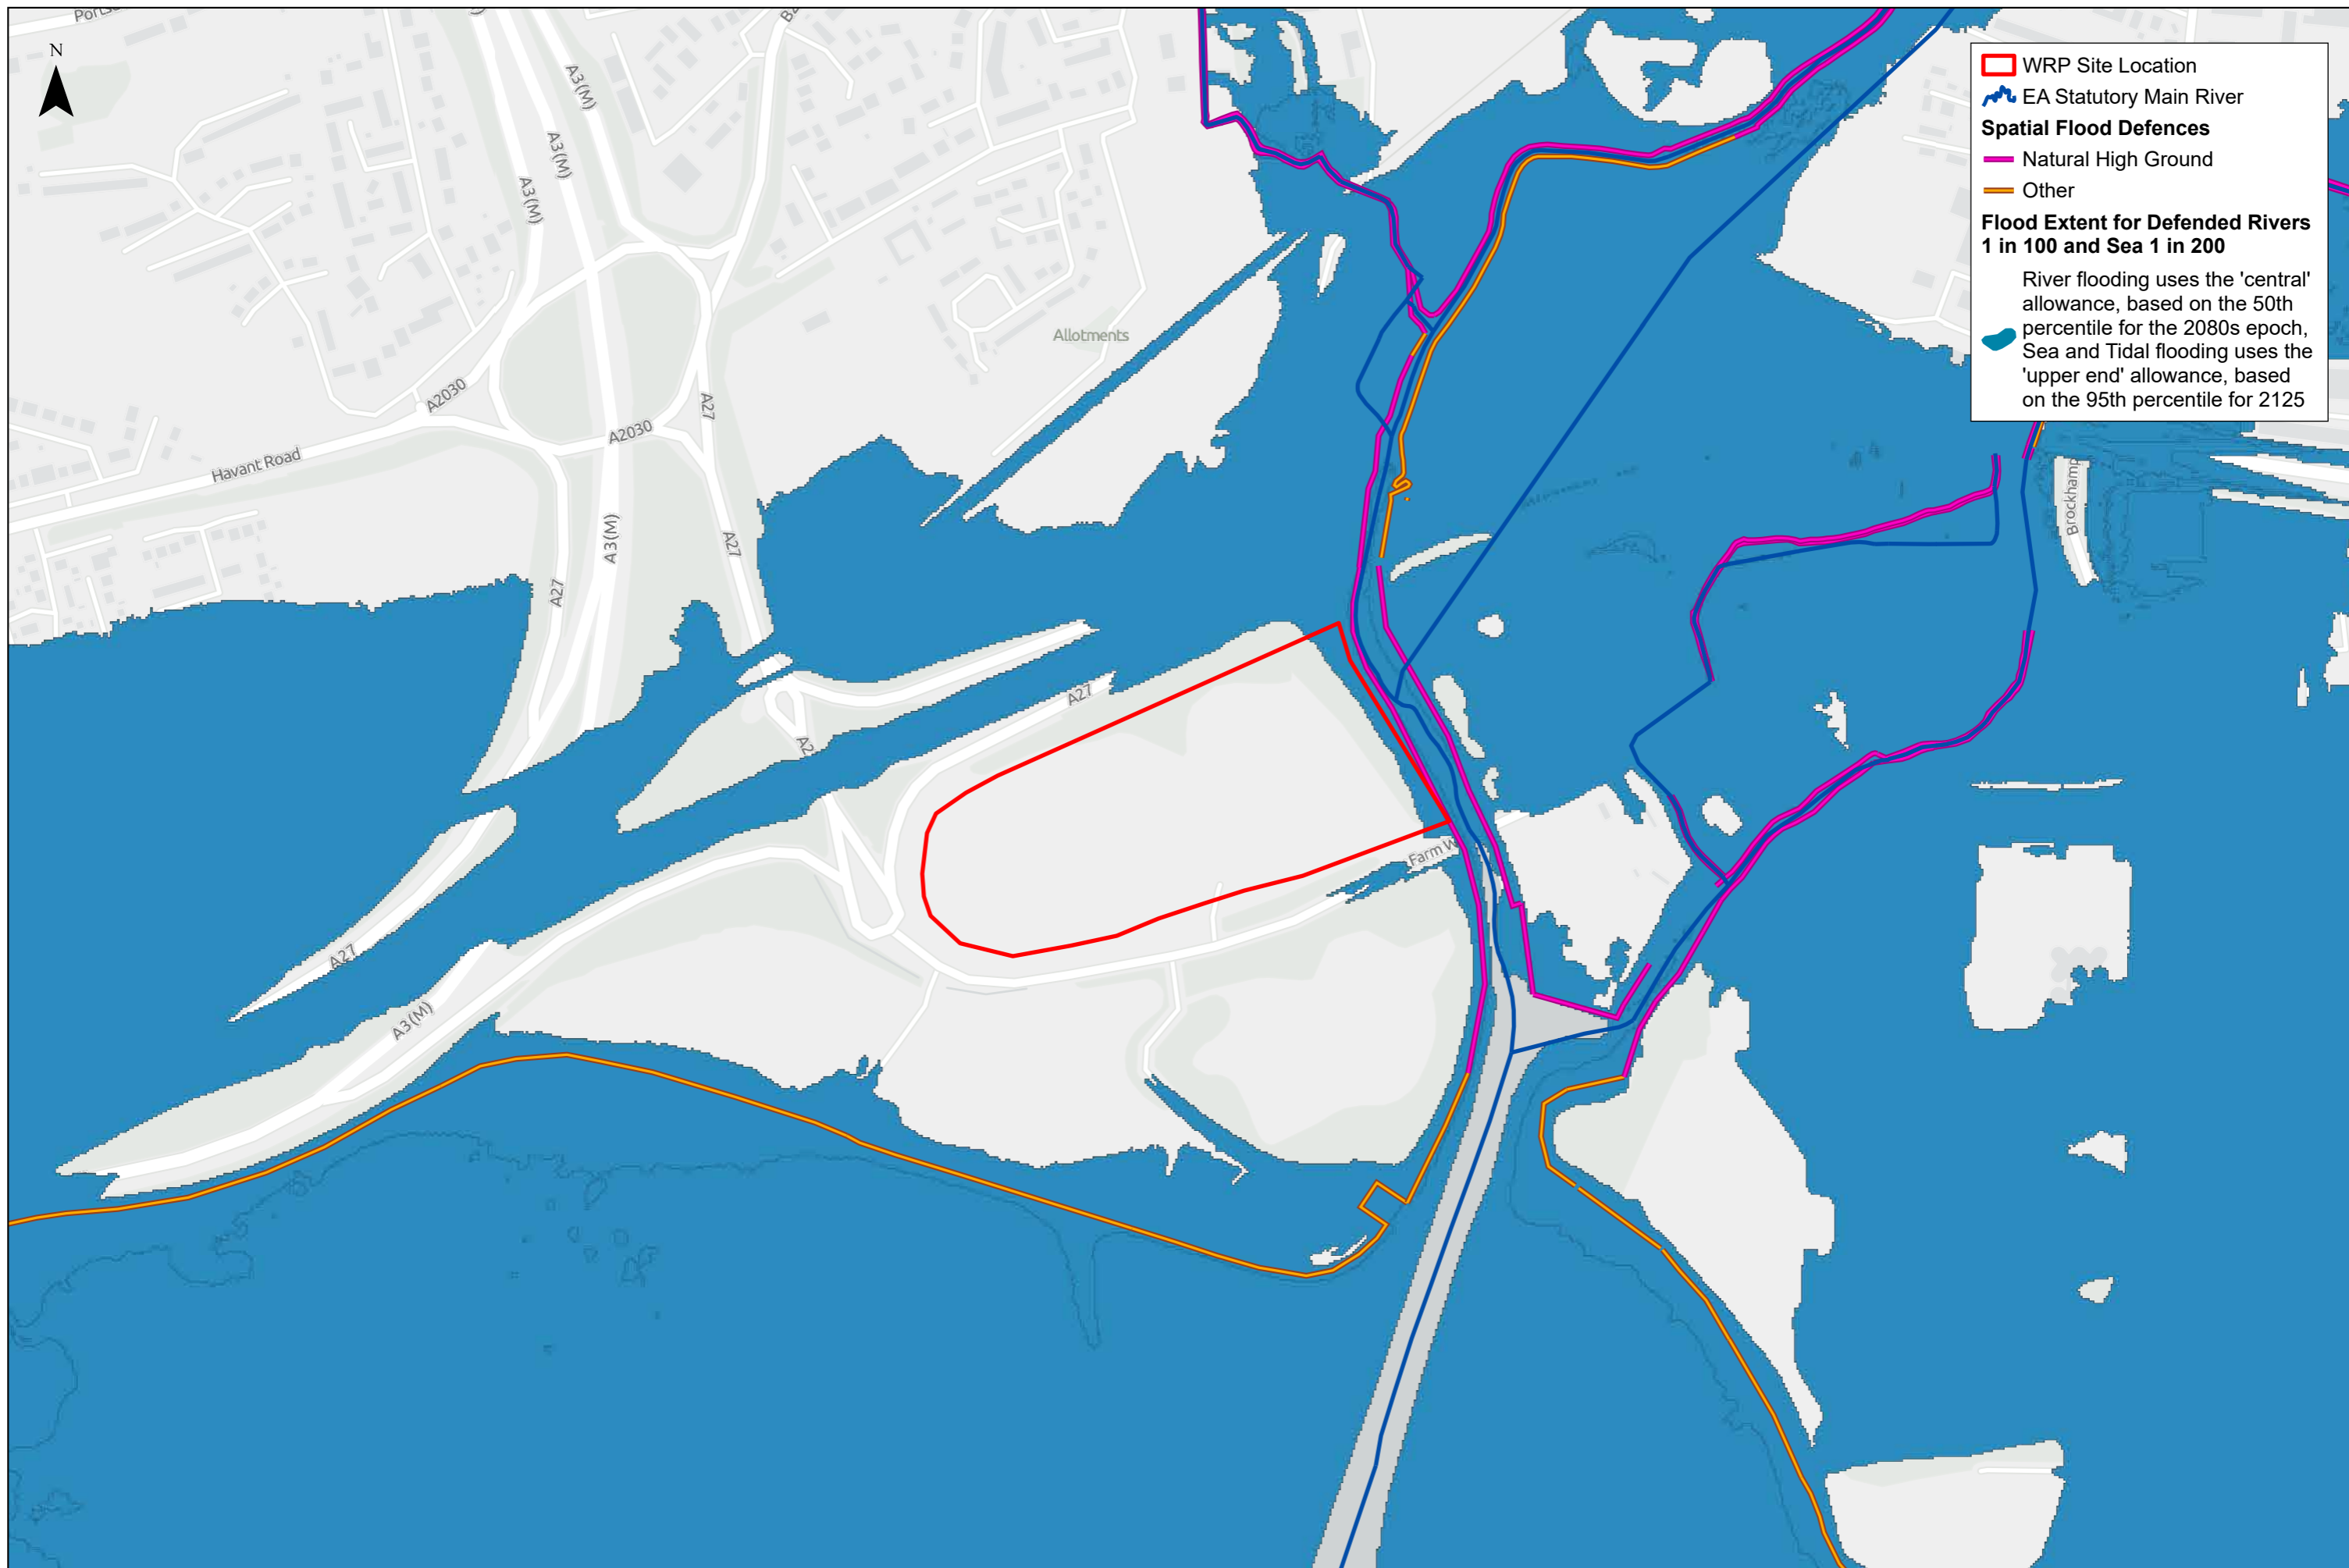 N
A3(M)
A3(M)
A3(M)
Allotments
A2030
A27
A2030
Havant Road
A3(M)
A27
A27
A27
A27
A3(M)
Farm W
WRP Site Location
EA Statutory Main River
Spatial Flood Defences
Natural High Ground
Other
Flood Extent for Defended Rivers
1 in 100 and Sea 1 in 200
River flooding uses the 'central'
allowance, based on the 50th
percentile for the 2080s epoch,
Sea and Tidal flooding uses the
'upper end' allowance, based
on the 95th percentile for 2125
Brockhamp